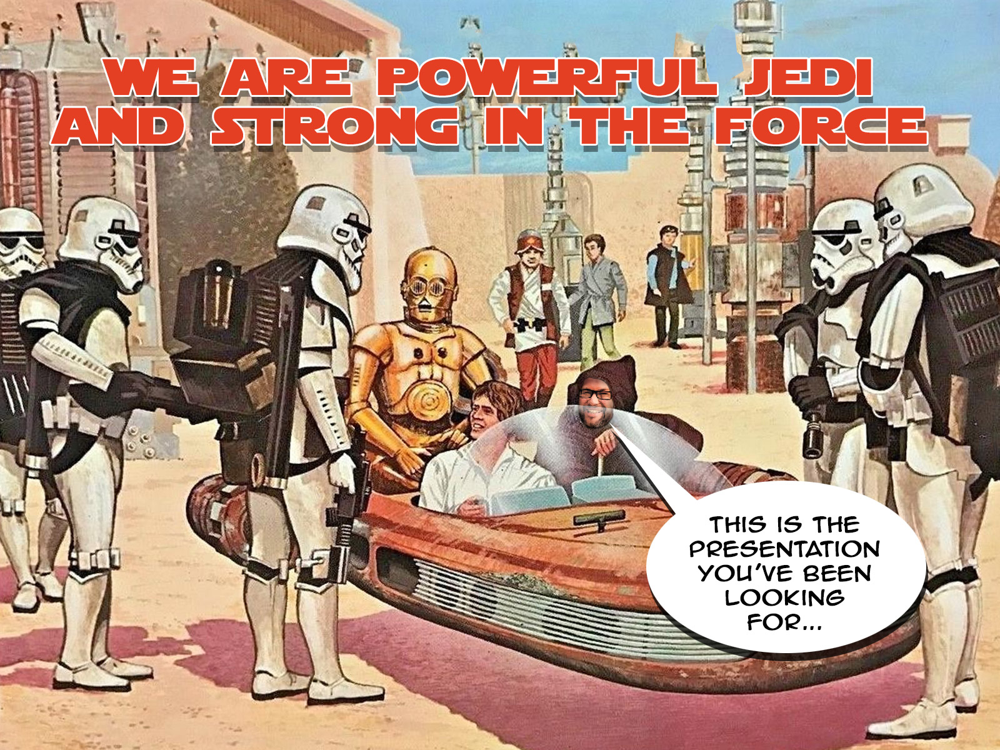 WE ARE POWERFUL JEDI
AND STRONG IN THE FORCE
THIS IS THE
PRESENTATION
YOU'VE BEEN
LOOKING
FOR...